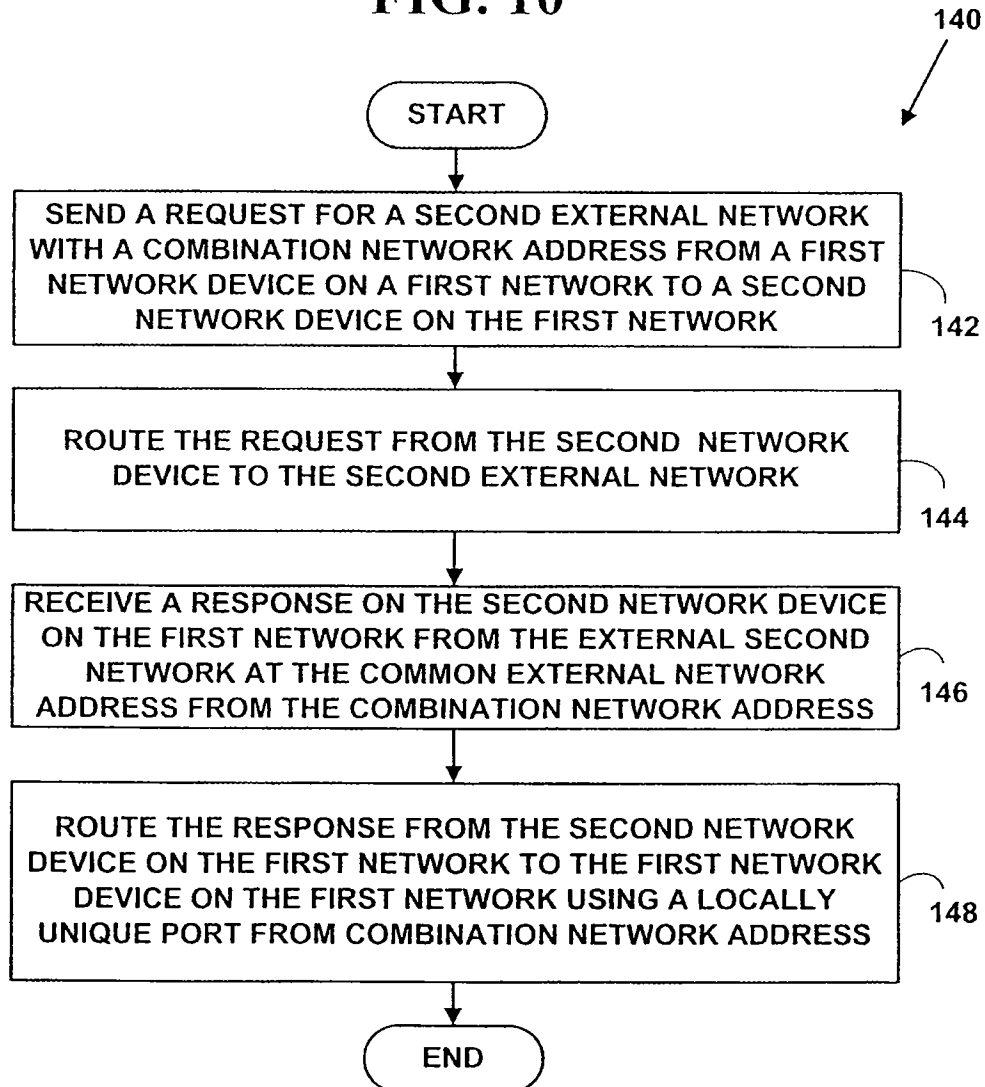 FIG. 10
140
START
SEND A REQUEST FOR A SECOND EXTERNAL NETWORK
WITH A COMBINATION NETWORK ADDRESS FROM A FIRST
NETWORK DEVICE ON A FIRST NETWORK TO A SECOND
NETWORK DEVICE ON THE FIRST NETWORK
142
ROUTE THE REQUEST FROM THE SECOND NETWORK
DEVICE TO THE SECOND EXTERNAL NETWORK
144
RECEIVE A RESPONSE ON THE SECOND NETWORK DEVICE
ON THE FIRST NETWORK FROM THE EXTERNAL SECOND
NETWORK AT THE COMMON EXTERNAL NETWORK
ADDRESS FROM THE COMBINATION NETWORK ADDRESS
146
ROUTE THE RESPONSE FROM THE SECOND NETWORK
DEVICE ON THE FIRST NETWORK TO THE FIRST NETWORK
DEVICE ON THE FIRST NETWORK USING A LOCALLY
UNIQUE PORT FROM COMBINATION NETWORK ADDRESS
148
END